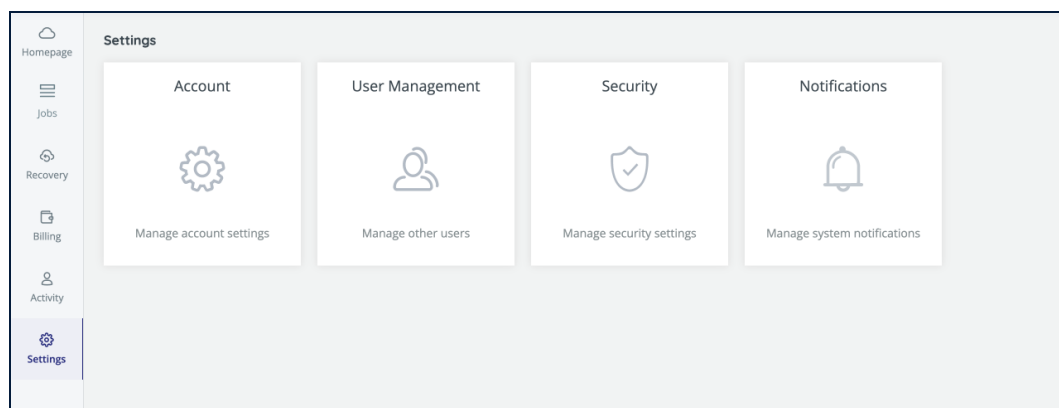 Homepage
Jobs
Recovery
Billing
Activity
Settings
Settings
Account
Manage account settings
User Management
Manage other users
Security
Manage security settings
Notifications
Manage system notifications